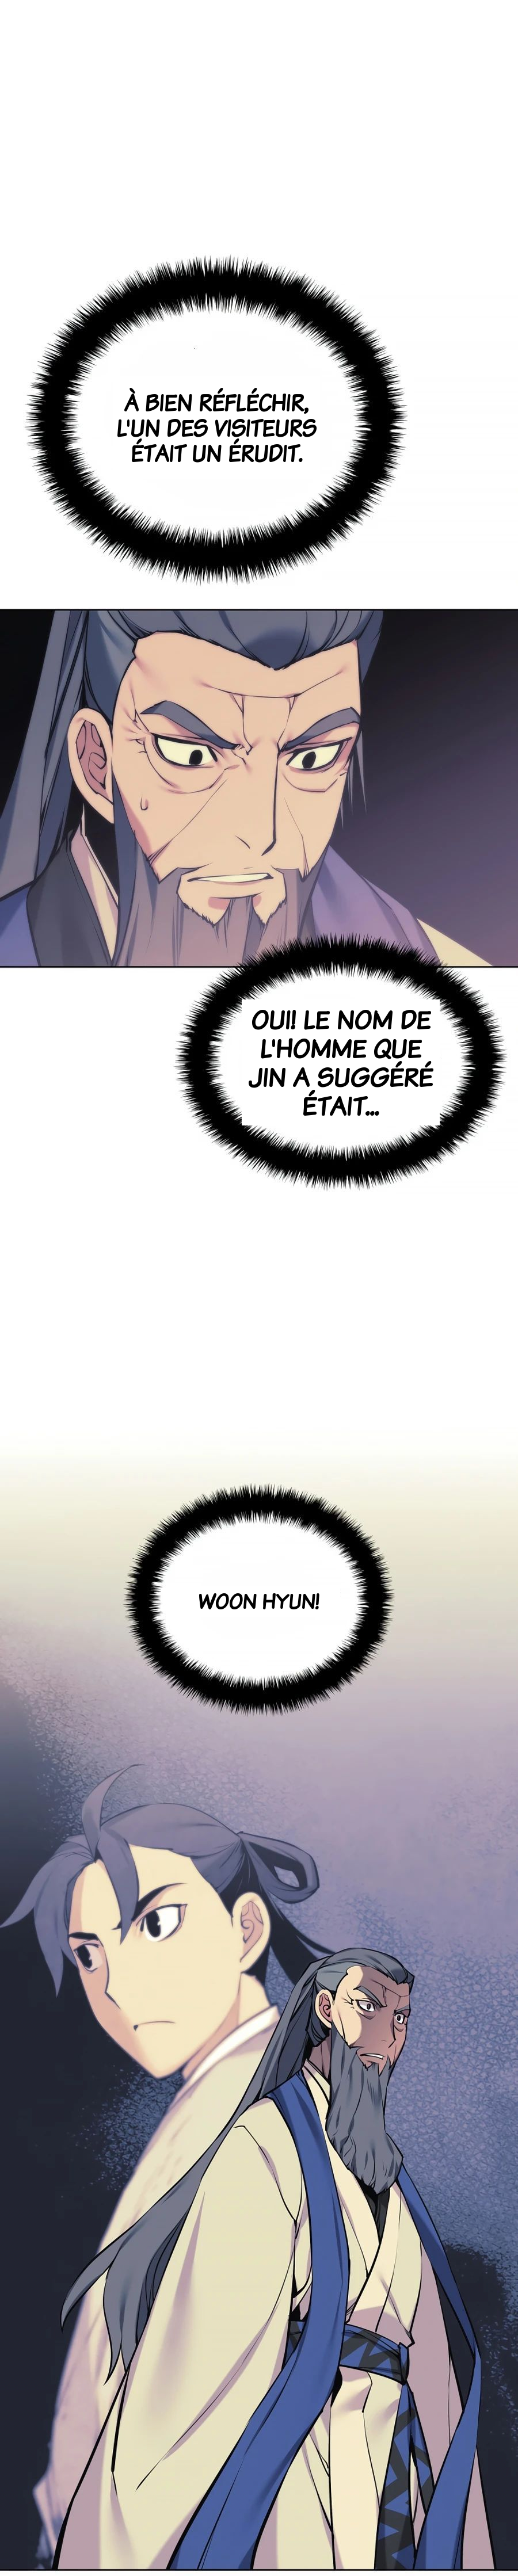 À BIEN RÉFLÉCHIR,
L'UN DES VISITEURS
ÉTAIT UN ÉRUDIT.
OUI! LE NOM DE
L'HOMME QUE
JIN A SUGGÉRÉ
ÉTAIT...
WOON HYUN!